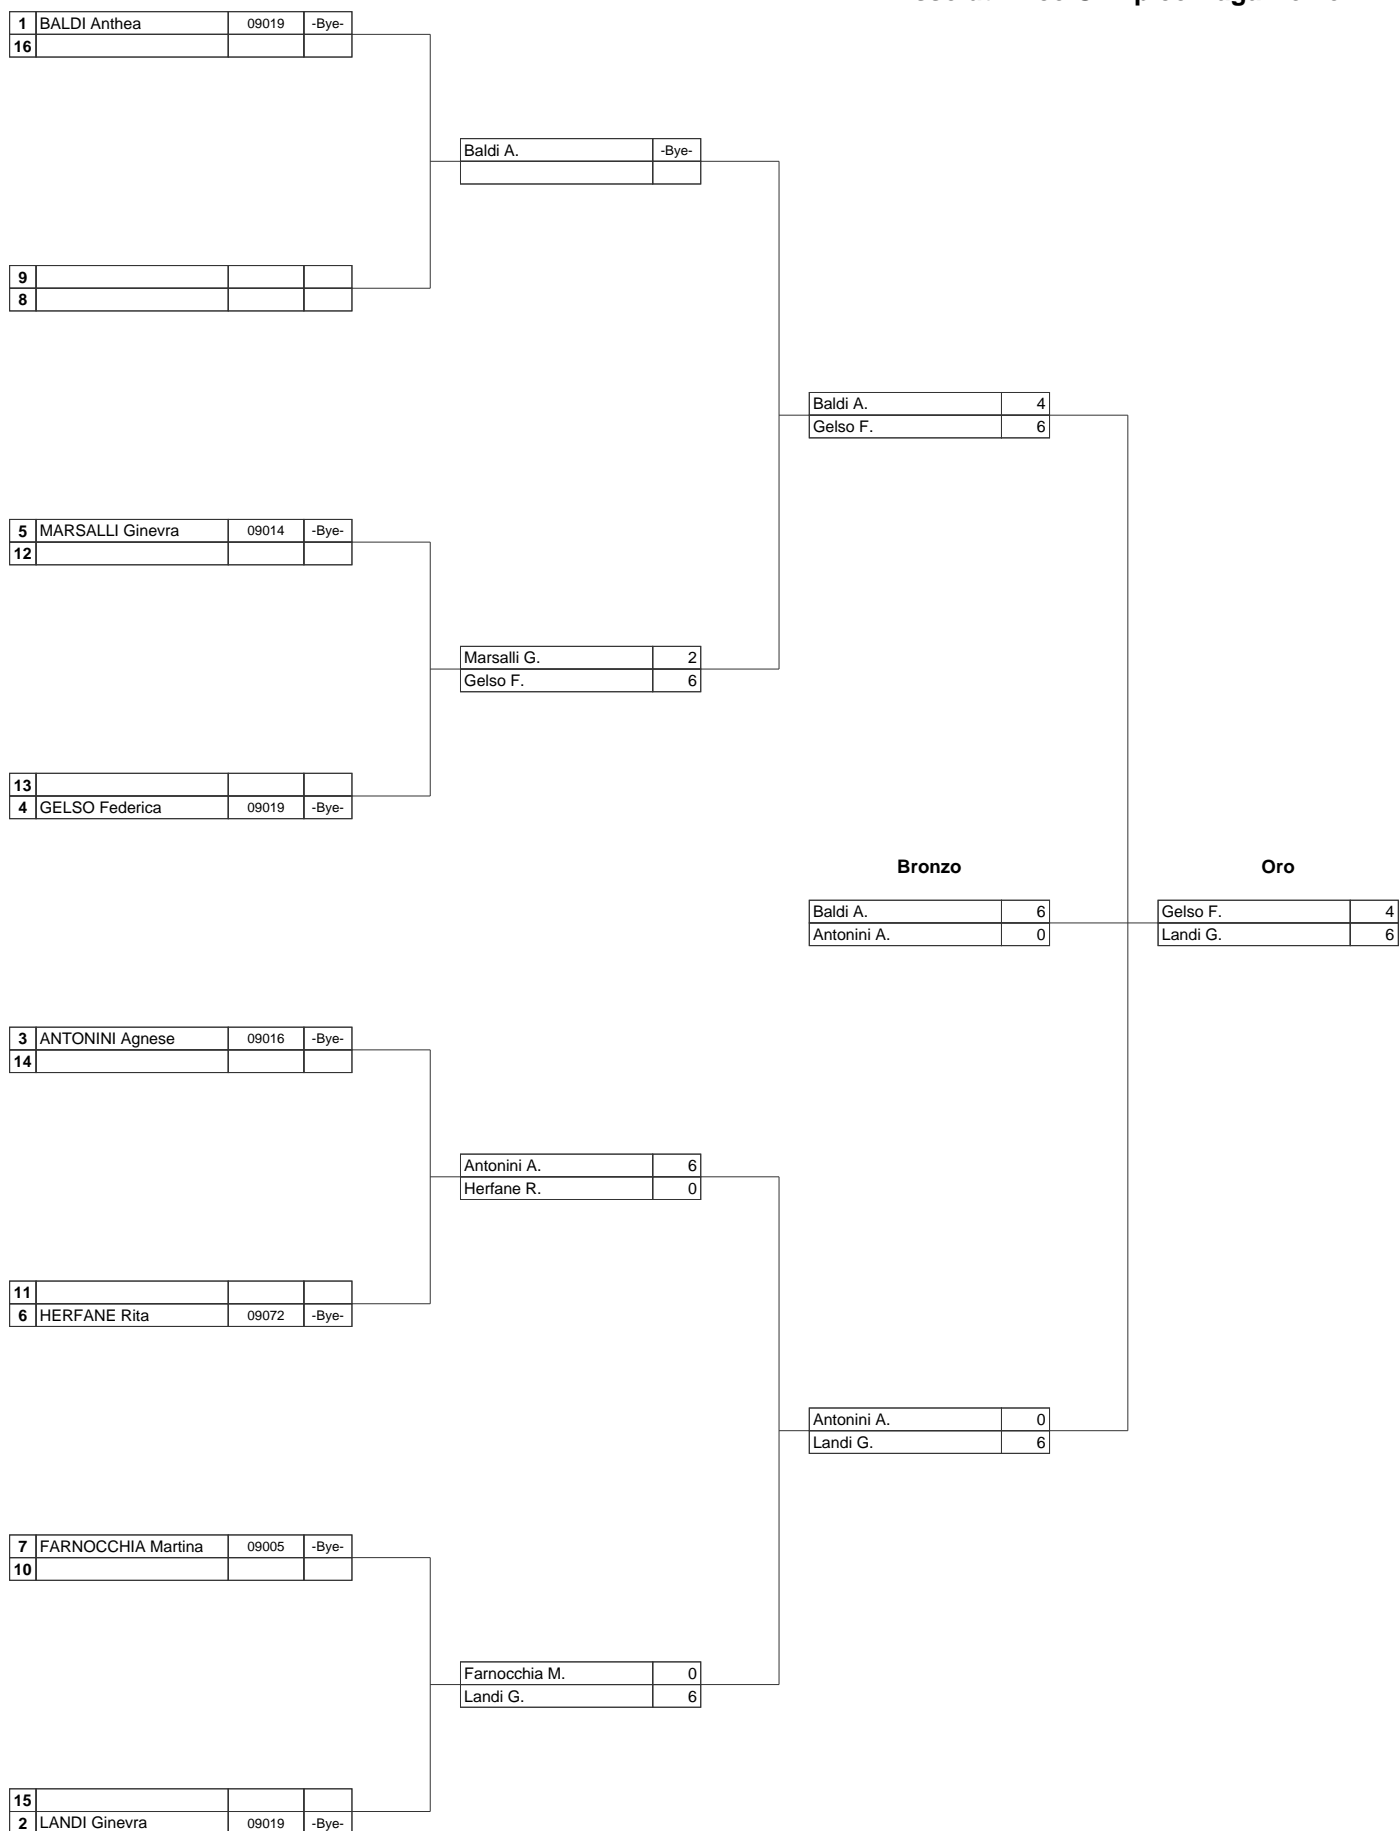 1 BALDI Anthea 09019 -Bye-
16
Baldi A. -Bye-
9
8
Baldi A. 4
Gelso F. 6
5 MARSALLI Ginevra 09014 -Bye-
12
Marsalli G. 2
Gelso F. 6
13
4 GELSO Federica 09019 -Bye-
Bronzo Oro
Baldi A. 6 Gelso F. 4
Antonini A. 0 Landi G. 6
3 ANTONINI Agnese 09016 -Bye-
14
Antonini A. 6
Herfane R. 0
11
6 HERFANE Rita 09072 -Bye-
Antonini A. 0
Landi G. 6
7 FARNOCCHIA Martina 09005 -Bye-
10
Farnocchia M. 0
Landi G. 6
15
2 LANDI Ginevra 09019 -Bye-